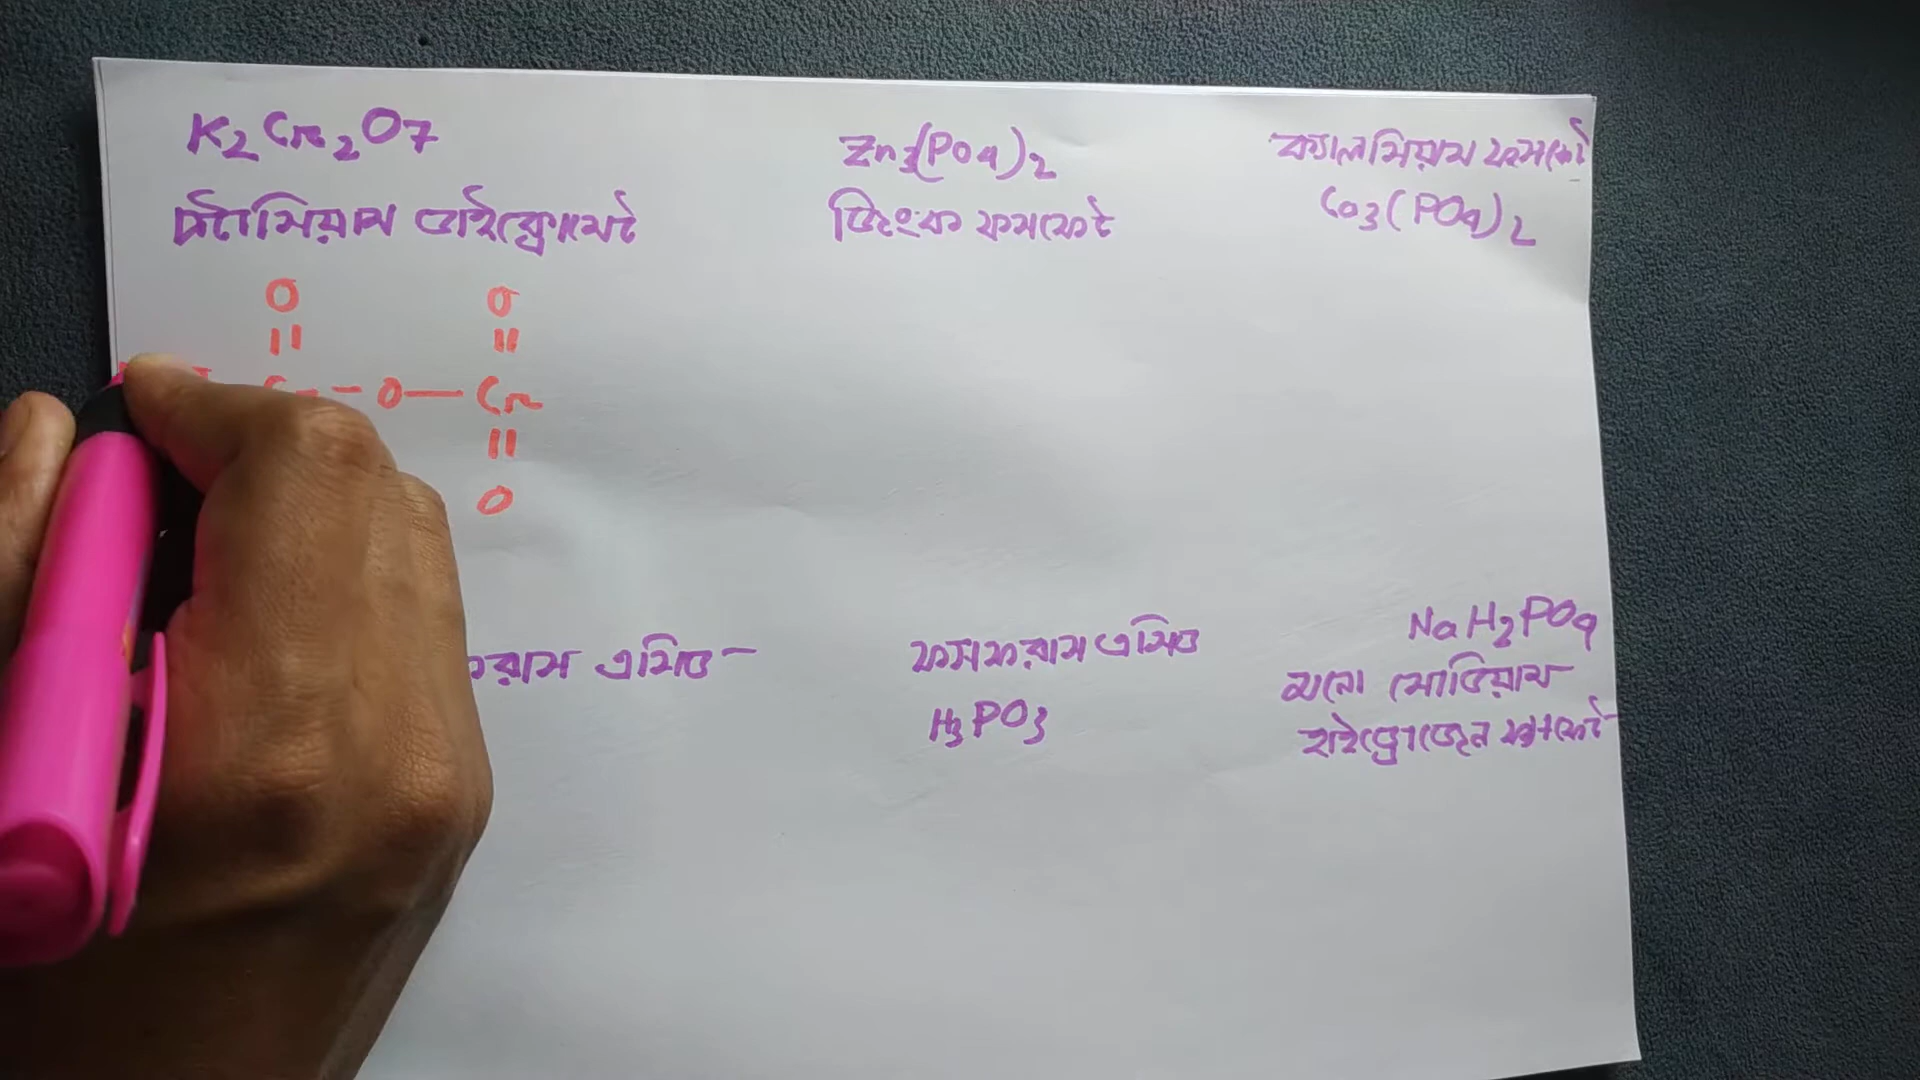 K2Cr2O7
পটাসিয়াম ডাইক্রোমেট
Zn3(PO4)2
জিংক ফসফেট
ক্যালসিয়াম ফসফেট
Ca3(PO4)2
O O
|| ||
O — Cr
||
O
এসিড
ফসফরাস এসিড
H3PO3
NaH2PO4
মনো সোডিয়াম
হাইড্রোজেন ফসফেট